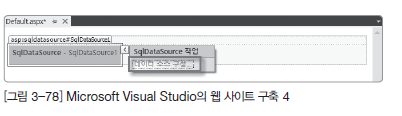 Default.aspx*
asp:sqldatasource#SqlDataSource1
SqlDataSource - SqlDataSource1
SqlDataSource 작업
데이터 소스 구성...
[그림 3-78] Microsoft Visual Studio의 웹 사이트 구축 4